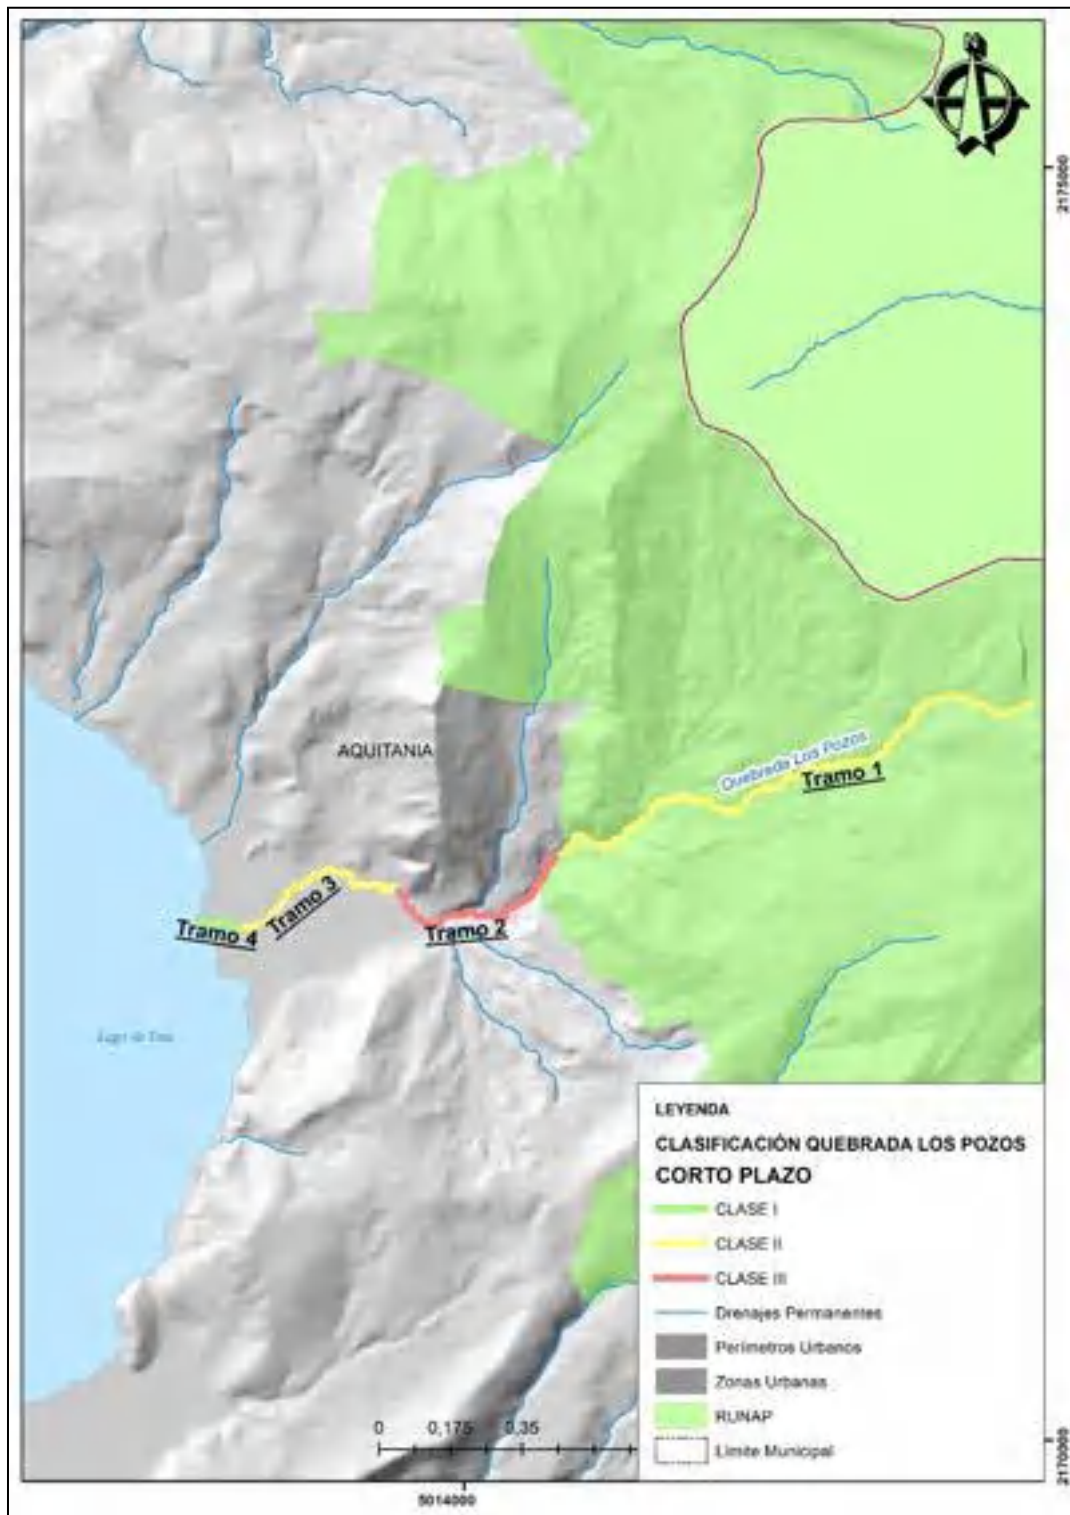 2175000
Quebrada Los Pozos
Tramo 1
AQUITANIA
Tramo 3
Tramo 4
Tramo 2
Lago de Tota
LEYENDA
CLASIFICACIÓN QUEBRADA LOS POZOS
CORTO PLAZO
CLASE I
CLASE II
CLASE III
Drenajes Permanentes
Perímetros Urbanos
Zonas Urbanas
RUNAP
Límite Municipal
0 0,175 0,35
2170000
5014000